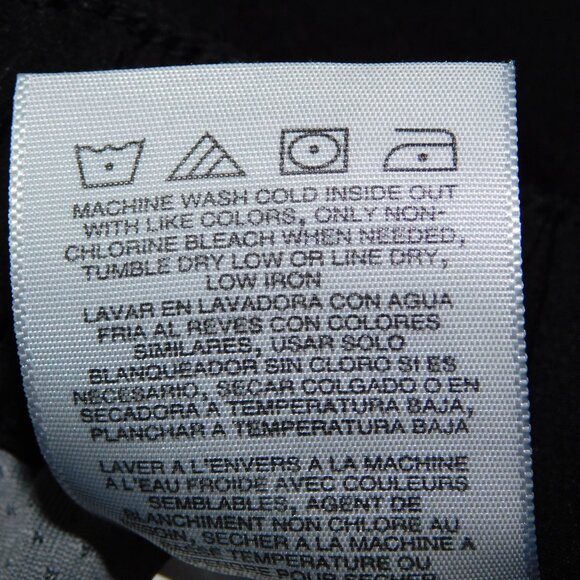 MACHINE WASH COLD INSIDE OUT
WITH LIKE COLORS, ONLY NON-
CHLORINE BLEACH WHEN NEEDED,
TUMBLE DRY LOW OR LINE DRY,
LOW IRON
LAVAR EN LAVADORA CON AGUA
FRIA AL REVES CON COLORES
SIMILARES, USAR SOLO
BLANQUEADOR SIN CLORO SI ES
NECESARIO, SECAR COLGADO O EN
SECADORA A TEMPERATURA BAJA,
PLANCHAR A TEMPERATURA BAJA
LAVER A L'ENVERS A LA MACHINE
A L'EAU FROIDE AVEC COULEURS
SEMBLABLES, AGENT DE
BLANCHIMENT NON CHLORE AU
SECHER A LA MACHINE A
TEMPERATURE OU